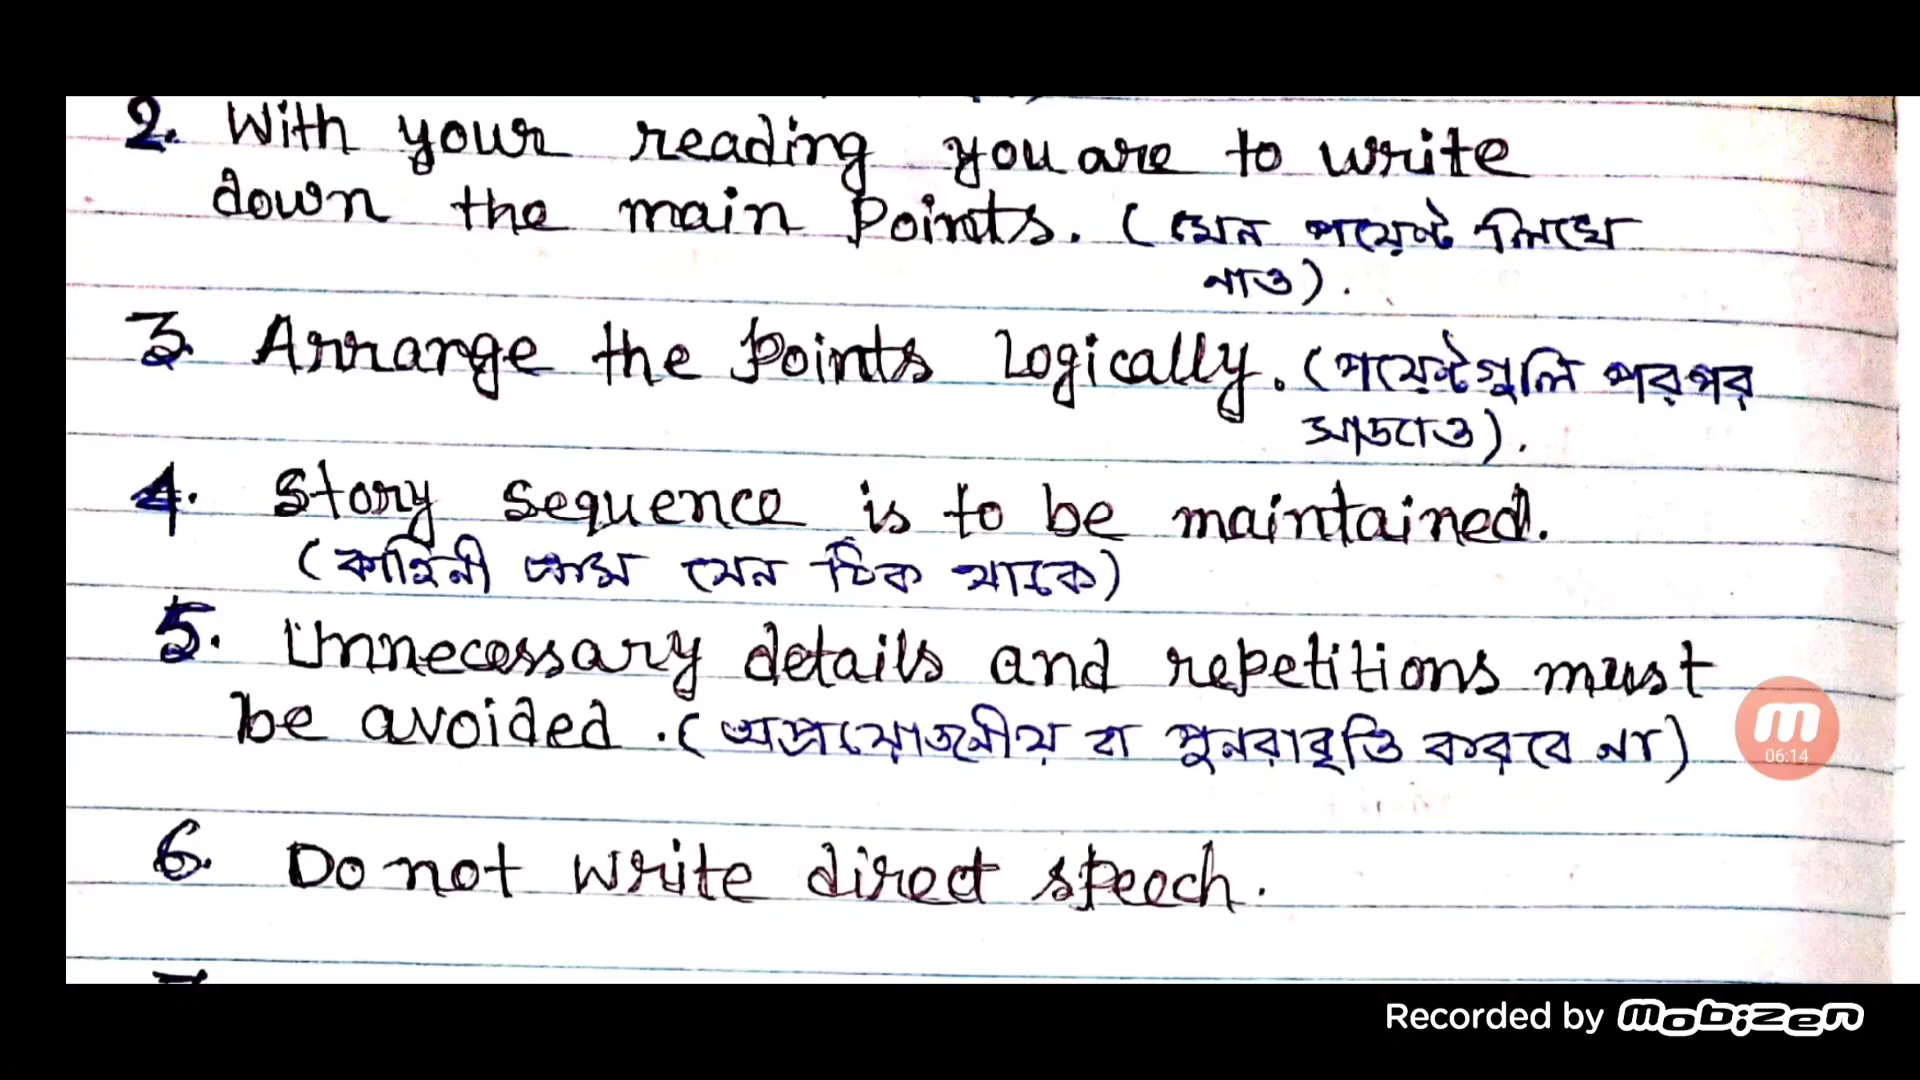 2. With your reading you are to write
down the main Points. (মেন পয়েন্ট লিখে
নাও).
3. Arrange the Points Logically. (পয়েন্টগুলি পরপর
সাজাও).
4. Story sequence is to be maintained.
(কাহিনী যেন ঠিক থাকে)
5. Unnecessary details and repetitions must
be avoided. (অপ্রয়োজনীয় বা পুনরাবৃত্তি করবে না)
06:14
6. Do not write direct speech.
Recorded by mobizen